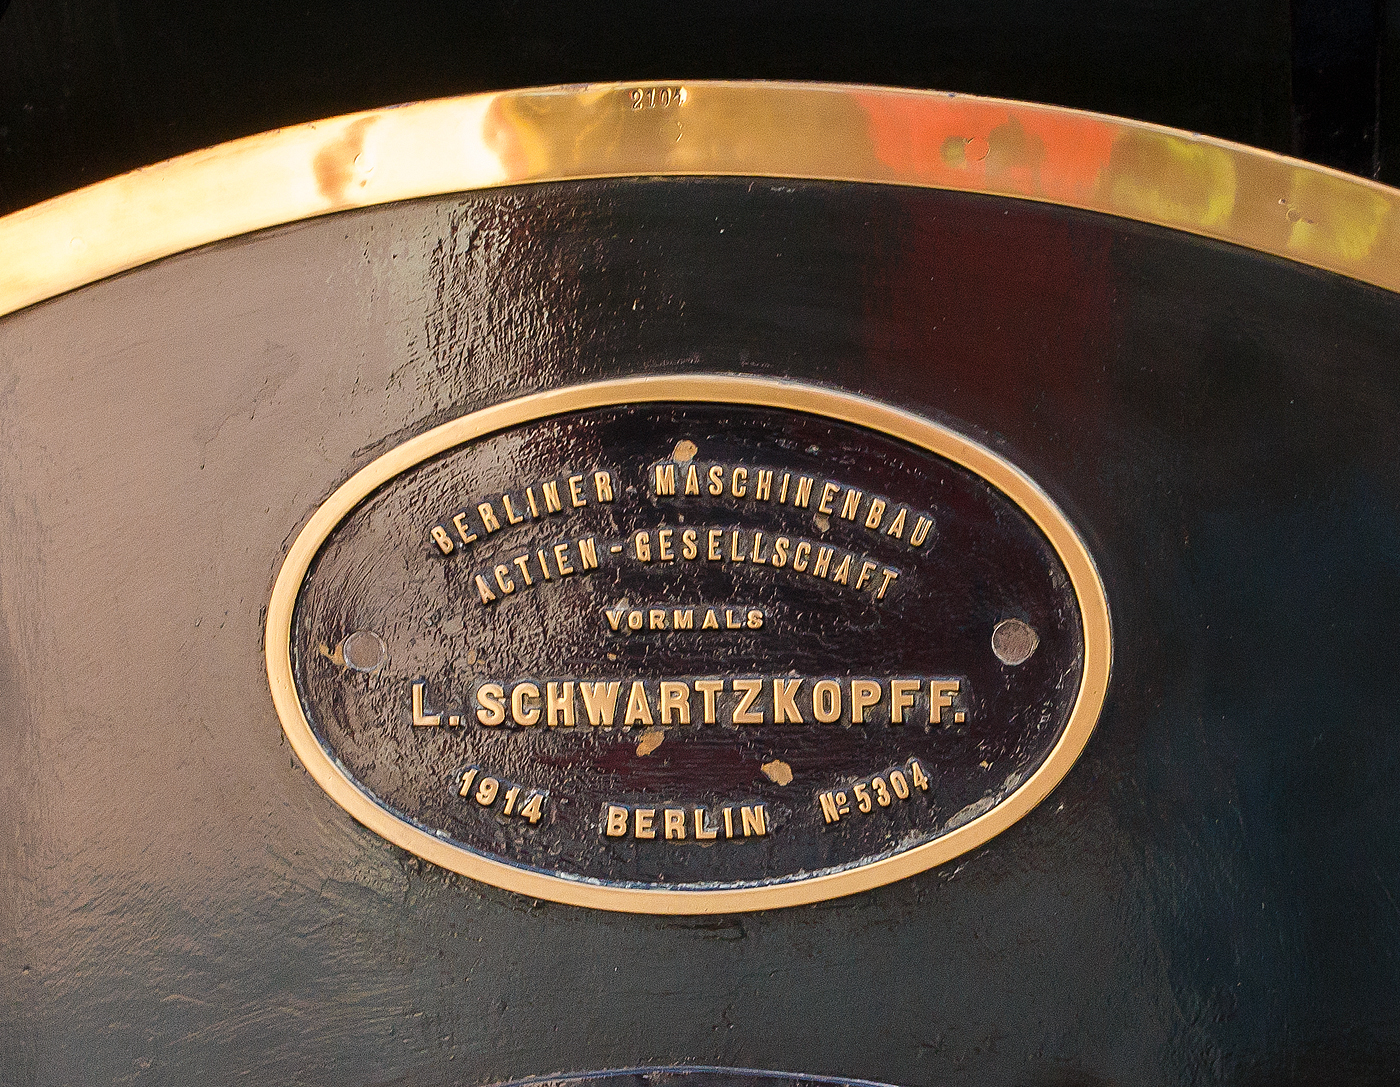 2104
BERLINER MASCHINENBAU
ACTIEN-GESELLSCHAFT
VORMALS
L. SCHWARTZKOPFF.
1914 BERLIN Nº 5304